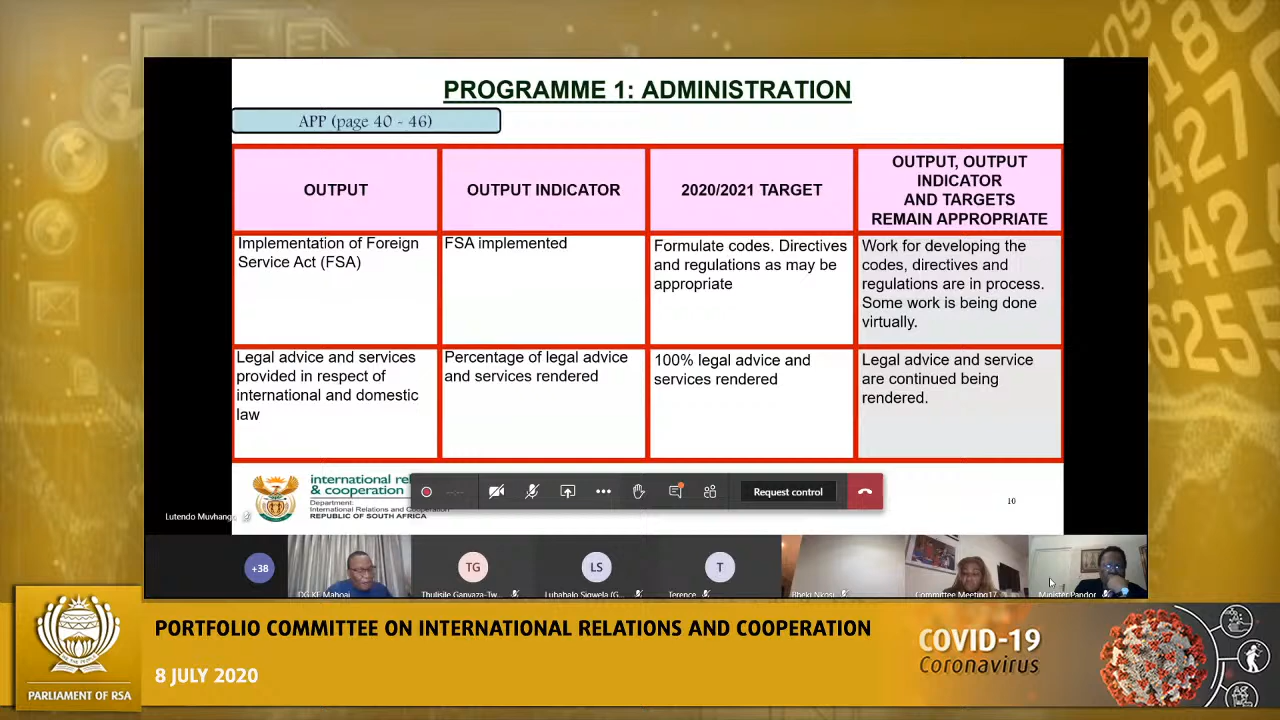 PROGRAMME 1: ADMINISTRATION
APP (page 40 - 46)
OUTPUT
OUTPUT INDICATOR
2020/2021 TARGET
OUTPUT, OUTPUT
INDICATOR
AND TARGETS
REMAIN APPROPRIATE
Implementation of Foreign
Service Act (FSA)
FSA implemented
Formulate codes. Directives
and regulations as may be
appropriate
Work for developing the
codes, directives and
regulations are in process.
Some work is being done
virtually.
Legal advice and services
provided in respect of
international and domestic
law
Percentage of legal advice
and services rendered
100% legal advice and
services rendered
Legal advice and service
are continued being
rendered.
international
& cooperation
Department:
International Relations and Cooperation
REPUBLIC OF SOUTH AFRICA
Request control
10
Lutendo
+38
TG
LS
T
Terence
Committee Meeting17
Minister Pandor
PORTFOLIO COMMITTEE ON INTERNATIONAL RELATIONS AND COOPERATION
8 JULY 2020
PARLIAMENT OF RSA
COVID-19
Coronavirus